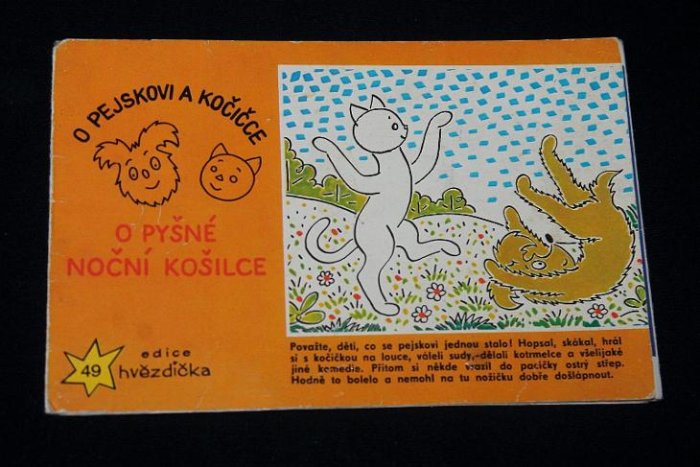 O PEJSKOVI A KOČIČCE
O PYŠNÉ
NOČNÍ KOŠILCE
49
edice
hvězdička
Považte, děti, co se pejskovi jednou stalo! Hopsal, skákal, hrál
si s kočičkou na louce, váleli sudy, dělali kotrmelce a všelijaké
jiné komedie. Přitom si někde vrazil do pacičky ostrý střep.
Hodně to bolelo a nemohl na tu nožičku dobře došlápnout.